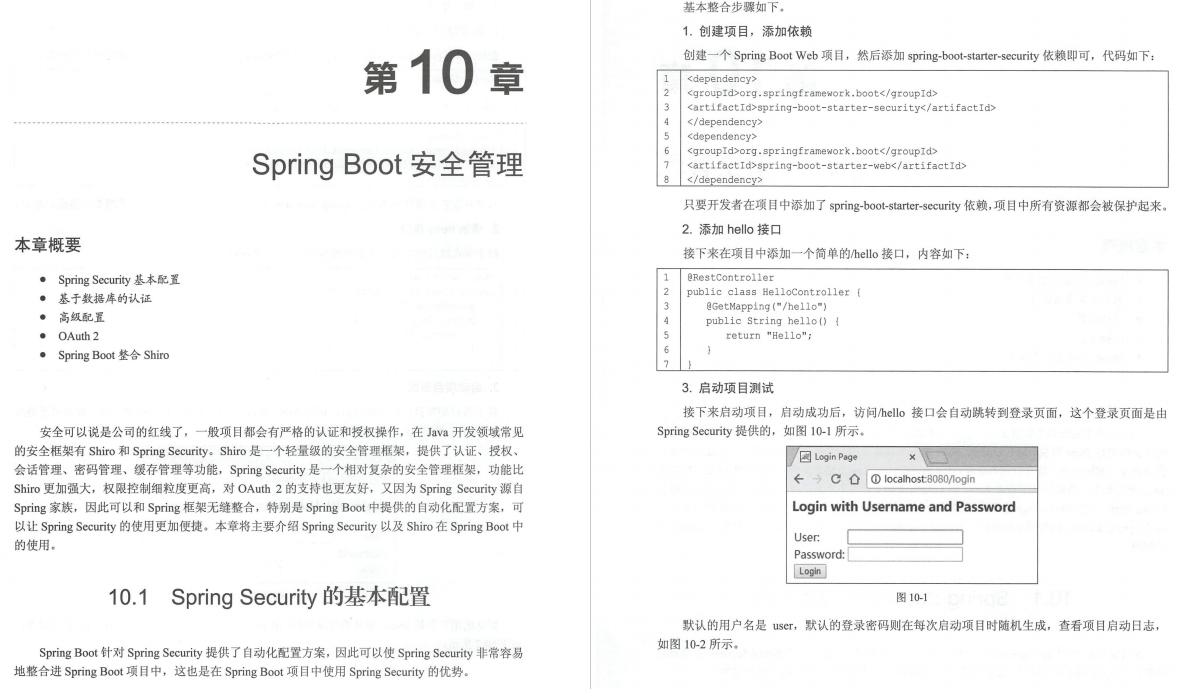 第 10 章
Spring Boot 安全管理
本章概要
● Spring Security 基本配置
● 基于数据库的认证
● 高级配置
● OAuth 2
● Spring Boot 整合 Shiro
安全可以说是公司的红线了，一般项目都会有严格的认证和授权操作，在 Java 开发领域常见
的安全框架有 Shiro 和 Spring Security。Shiro 是一个轻量级的安全管理框架，提供了认证、授权、
会话管理、密码管理、缓存管理等功能，Spring Security 是一个相对复杂的安全管理框架，功能比
Shiro 更加强大，权限控制细粒度更高，对 OAuth 2 的支持也更友好，又因为 Spring Security 源自
Spring 家族，因此可以和 Spring 框架无缝整合，特别是 Spring Boot 中提供的自动化配置方案，可
以让 Spring Security 的使用更加便捷。本章将主要介绍 Spring Security 以及 Shiro 在 Spring Boot 中
的使用。
10.1 Spring Security 的基本配置
Spring Boot 针对 Spring Security 提供了自动化配置方案，因此可以使 Spring Security 非常容易
地整合进 Spring Boot 项目中，这也是在 Spring Boot 项目中使用 Spring Security 的优势。
基本整合步骤如下。
1. 创建项目，添加依赖
创建一个 Spring Boot Web 项目，然后添加 spring-boot-starter-security 依赖即可，代码如下：
1 <dependency>
2 <groupId>org.springframework.boot</groupId>
3 <artifactId>spring-boot-starter-security</artifactId>
4 </dependency>
5 <dependency>
6 <groupId>org.springframework.boot</groupId>
7 <artifactId>spring-boot-starter-web</artifactId>
8 </dependency>
只要开发者在项目中添加了 spring-boot-starter-security 依赖，项目中所有资源都会被保护起来。
2. 添加 hello 接口
接下来在项目中添加一个简单的/hello 接口，内容如下：
1 @RestController
2 public class HelloController {
3 @GetMapping("/hello")
4 public String hello() {
5 return "Hello";
6 }
7 }
3. 启动项目测试
接下来启动项目，启动成功后，访问/hello 接口会自动跳转到登录页面，这个登录页面是由
Spring Security 提供的，如图 10-1 所示。
Login Page ×
localhost:8080/login
Login with Username and Password
User:
Password:
Login
图 10-1
默认的用户名是 user，默认的登录密码则在每次启动项目时随机生成，查看项目启动日志，
如图 10-2 所示。